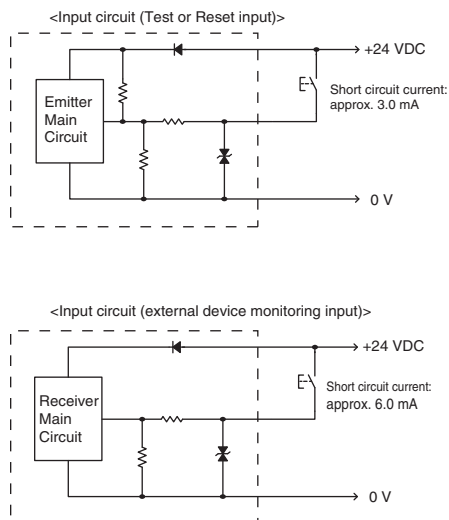 <Input circuit (Test or Reset input)>
+24 VDC
Emitter
Main
Circuit
Short circuit current:
approx. 3.0 mA
0 V
<Input circuit (external device monitoring input)>
+24 VDC
Receiver
Main
Circuit
Short circuit current:
approx. 6.0 mA
0 V